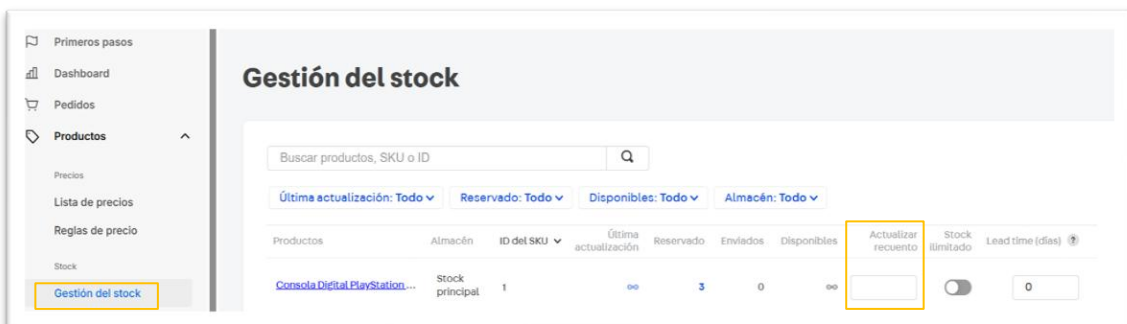 Primeros pasos
Dashboard
Pedidos
Productos
Precios
Lista de precios
Reglas de precio
Stock
Gestión del stock
Gestión del stock
Buscar productos, SKU o ID
Última actualización: Todo Reservado: Todo Disponibles: Todo Almacén: Todo
Productos Almacén ID del SKU Última actualización Reservado Enviados Disponibles Actualizar recuento Stock ilimitado Lead time (días) ?
Consola Digital PlayStation ... Stock principal 1 ∞ 3 0 ∞ 0